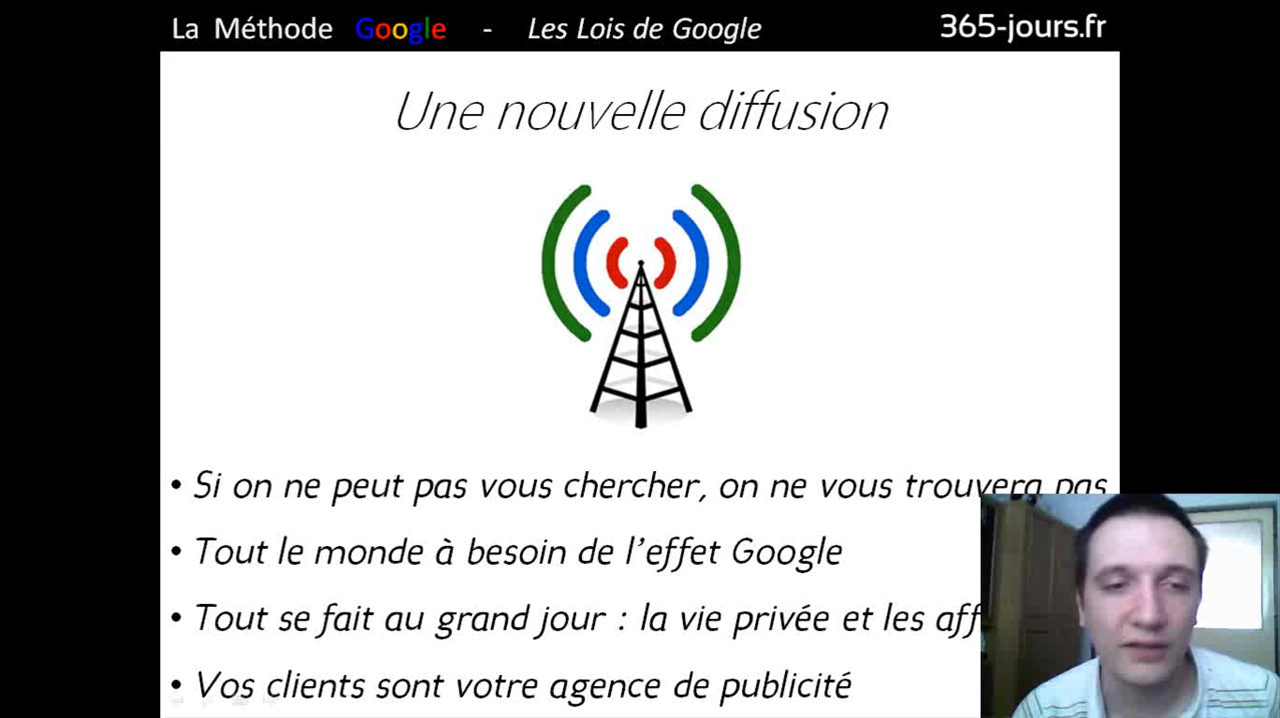 La Méthode Google - Les Lois de Google 365-jours.fr
Une nouvelle diffusion
• Si on ne peut pas vous chercher, on ne vous trouvera pas
• Tout le monde à besoin de l'effet Google
• Tout se fait au grand jour : la vie privée et les aff
• Vos clients sont votre agence de publicité